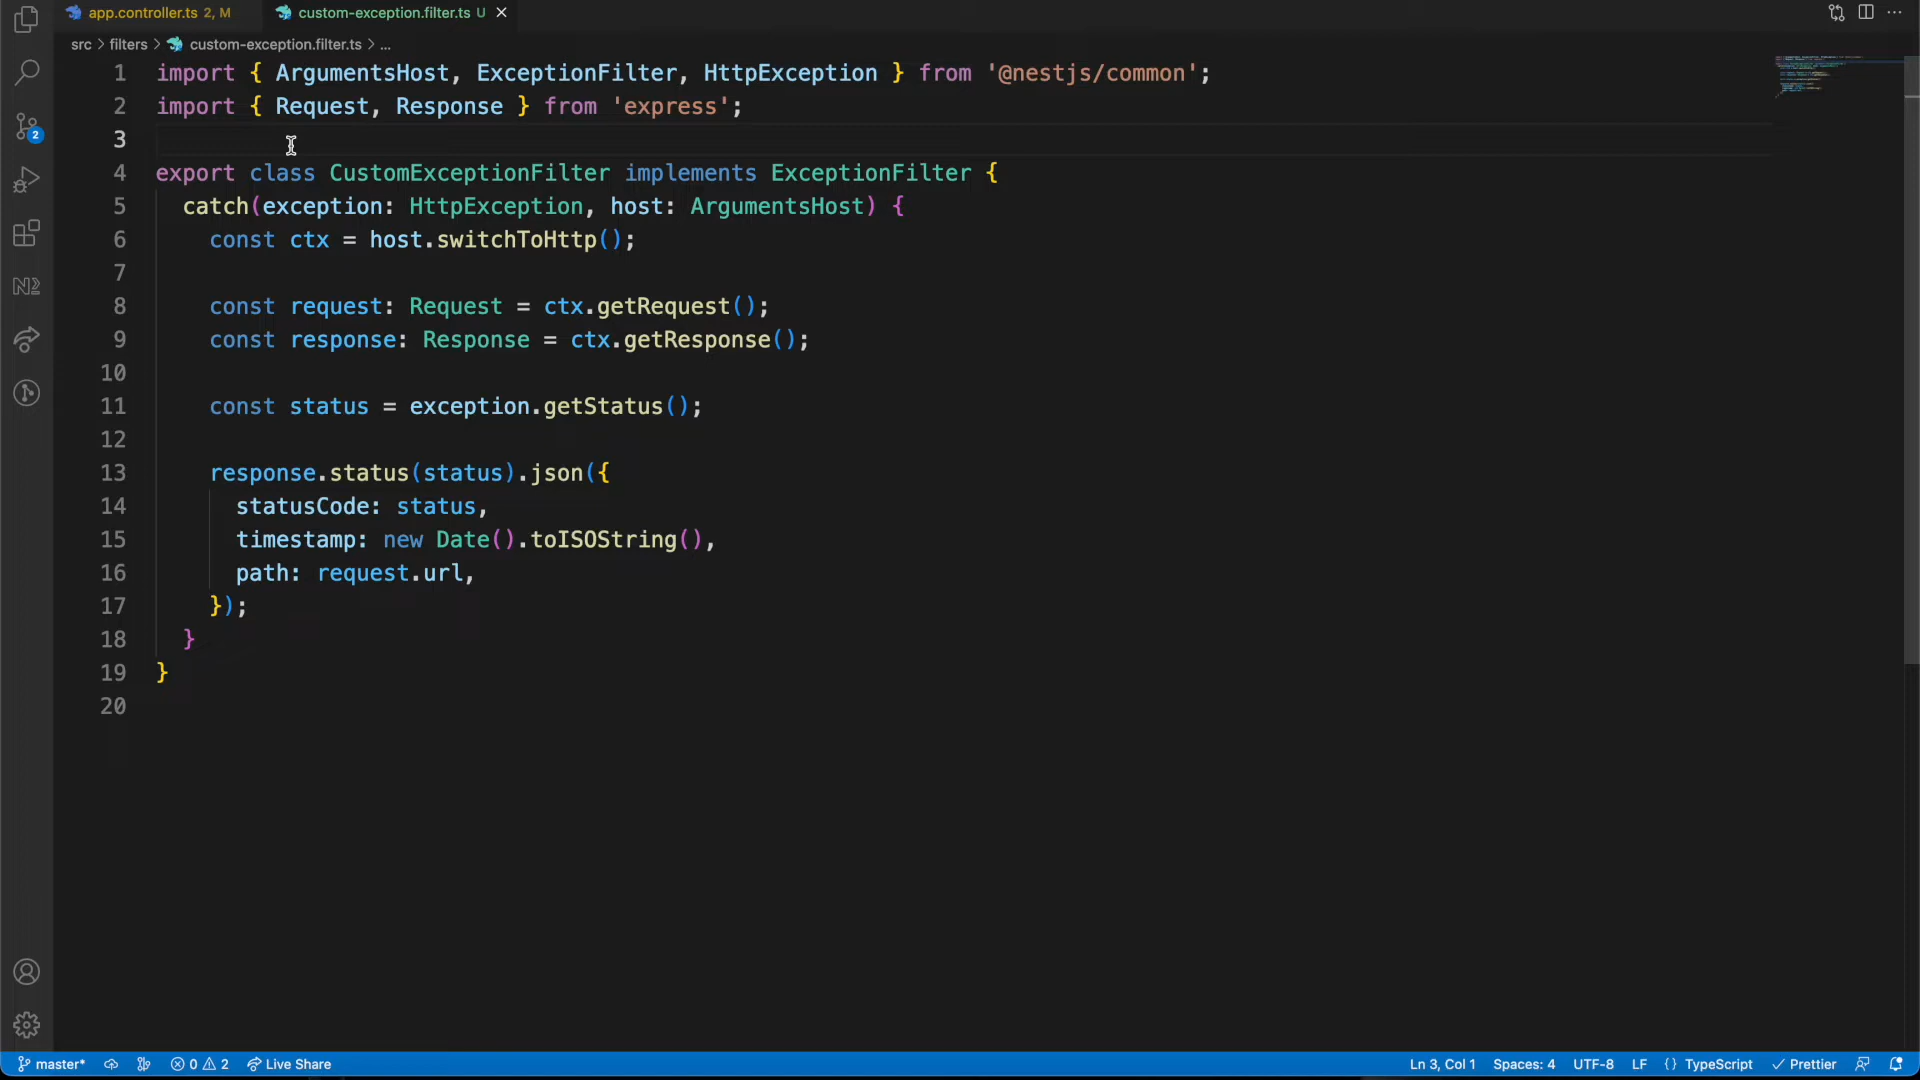 app.controller.ts 2, M
custom-exception.filter.ts U
src > filters > custom-exception.filter.ts > ...
1 import { ArgumentsHost, ExceptionFilter, HttpException } from '@nestjs/common';
2 import { Request, Response } from 'express';
3
4 export class CustomExceptionFilter implements ExceptionFilter {
5 catch(exception: HttpException, host: ArgumentsHost) {
6 const ctx = host.switchToHttp();
7
8 const request: Request = ctx.getRequest();
9 const response: Response = ctx.getResponse();
10
11 const status = exception.getStatus();
12
13 response.status(status).json({
14 statusCode: status,
15 timestamp: new Date().toISOString(),
16 path: request.url,
17 });
18 }
19 }
20
2
master* 0 2 Live Share Ln 3, Col 1 Spaces: 4 UTF-8 LF {} TypeScript Prettier